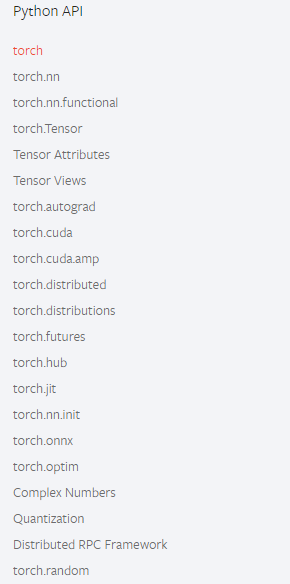 Python API
torch
torch.nn
torch.nn.functional
torch.Tensor
Tensor Attributes
Tensor Views
torch.autograd
torch.cuda
torch.cuda.amp
torch.distributed
torch.distributions
torch.futures
torch.hub
torch.jit
torch.nn.init
torch.onnx
torch.optim
Complex Numbers
Quantization
Distributed RPC Framework
torch.random